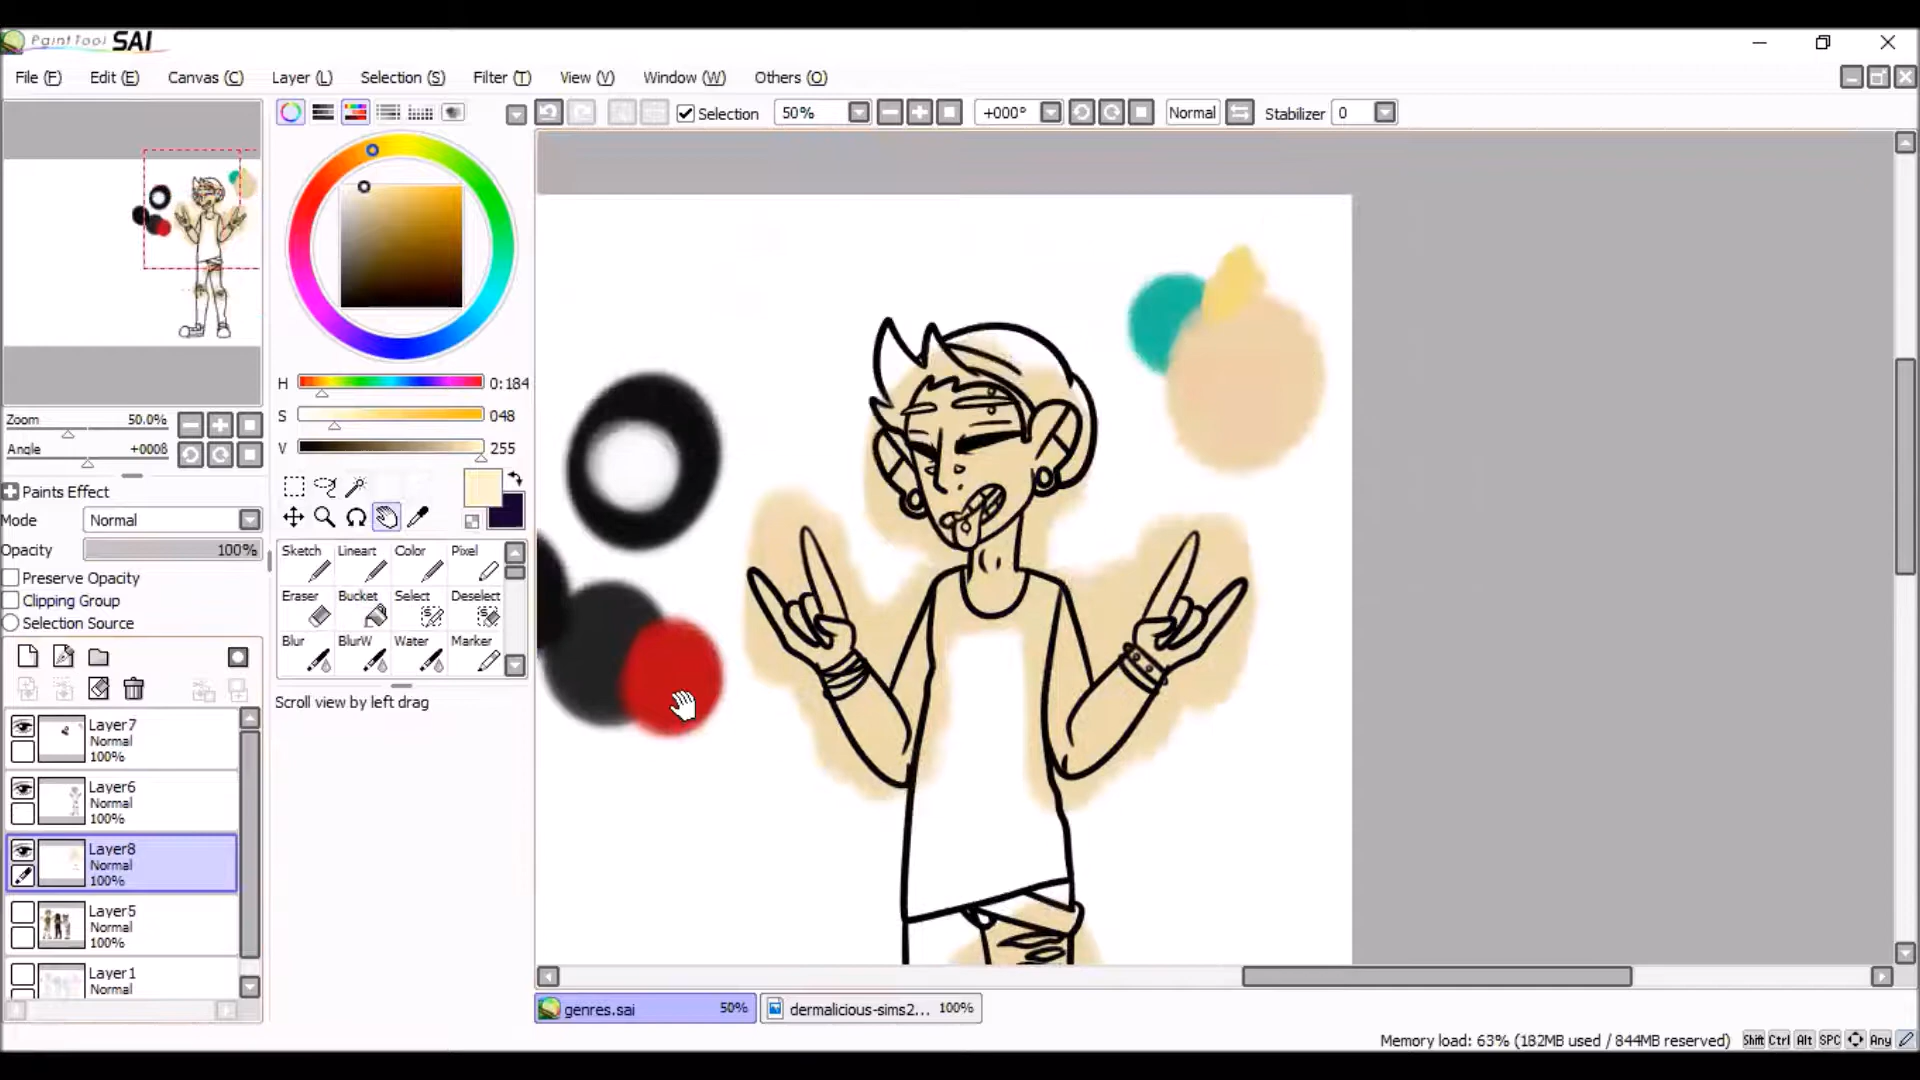 PaintTool SAI
File (F) Edit (E) Canvas (C) Layer (L) Selection (S) Filter (T) View (V) Window (W) Others (O)
Selection 50% +000° Normal Stabilizer 0
H 0:184
S 048
V 255
Zoom 50.0%
Angle +0006
Paints Effect
Mode Normal
Opacity 100%
Preserve Opacity
Clipping Group
Selection Source
Sketch Lineart Color Pixel
Eraser Bucket Select Deselect
Blur BlurW Water Marker
Scroll view by left drag
Layer7
Normal
100%
Layer6
Normal
100%
Layer8
Normal
100%
Layer5
Normal
100%
Layer1
Normal
genres.sai 50% dermalicious-sims2... 100%
Memory load: 63% (182MB used / 844MB reserved) Shift Ctrl Alt SPC Any